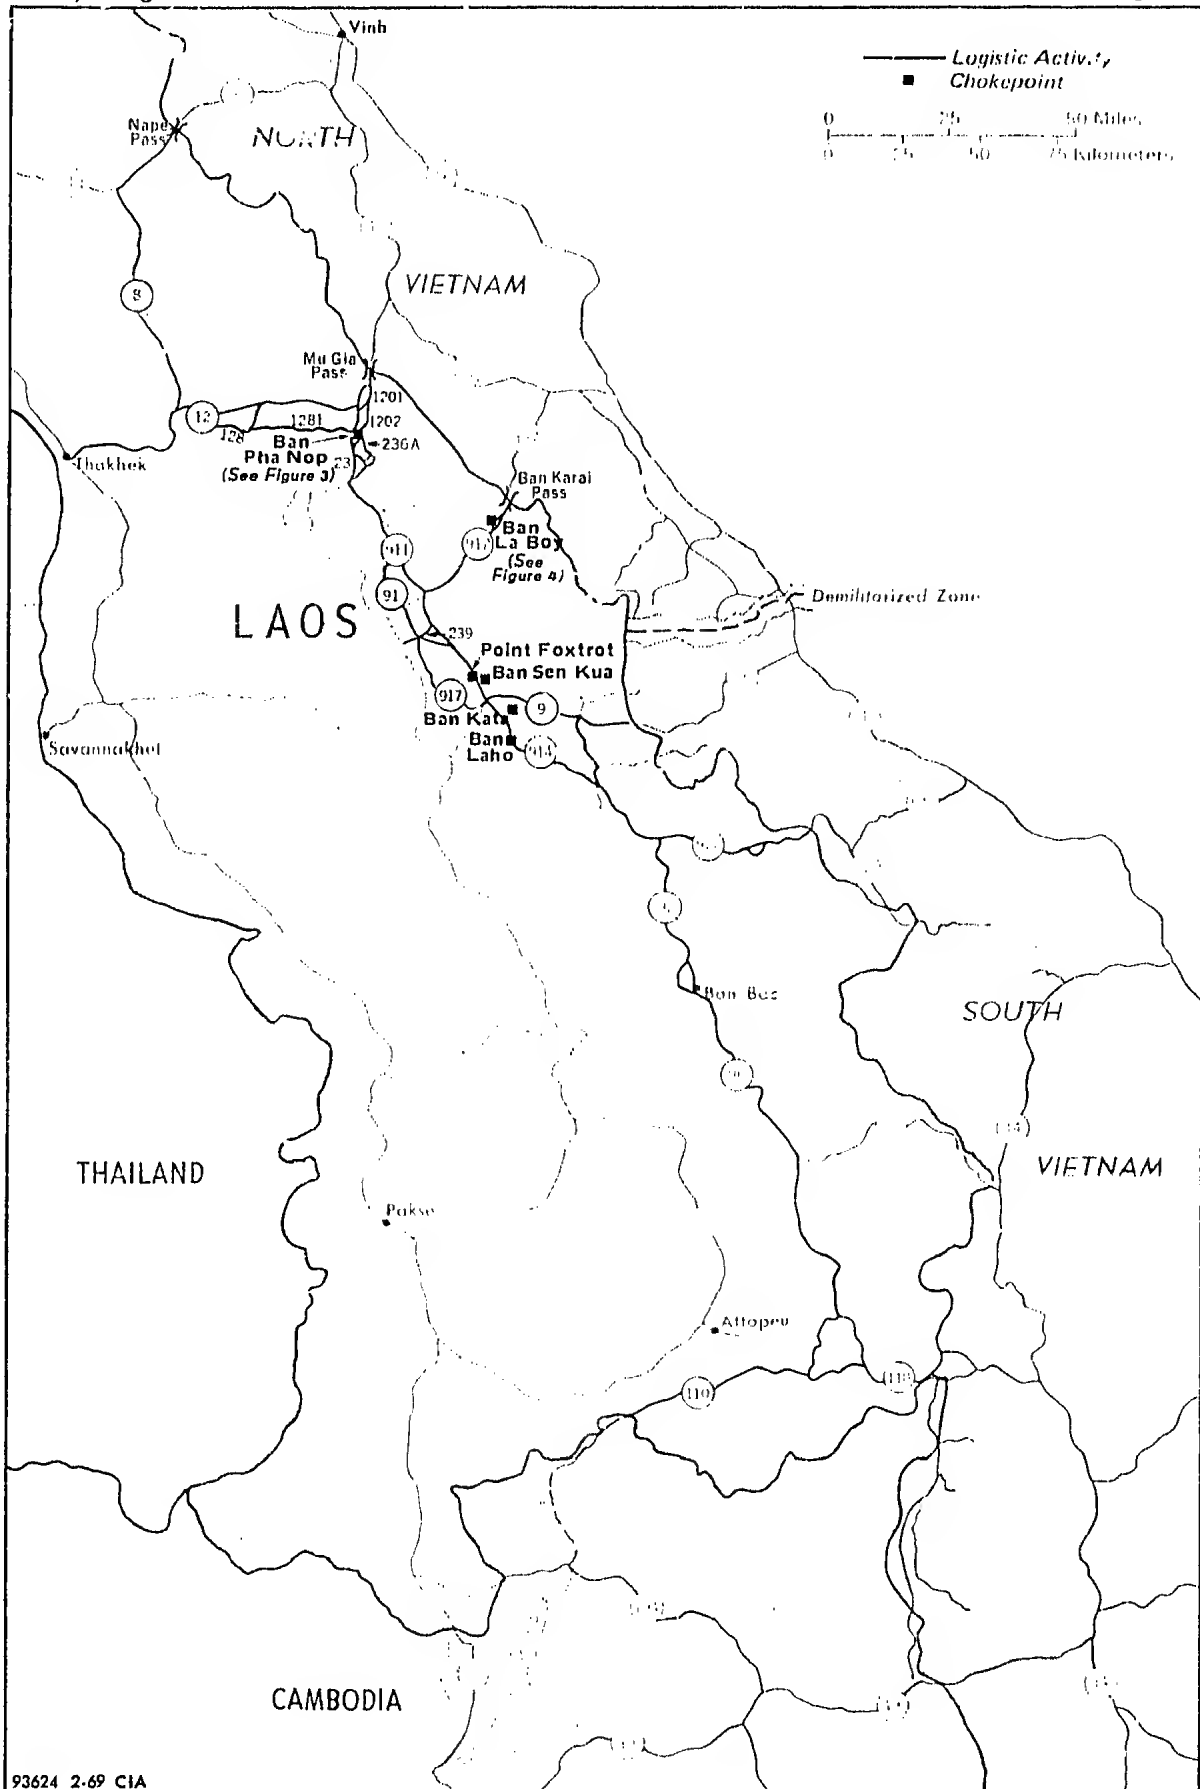 Vinh
Logistic Activity
Chokepoint
0 25 50 Miles
0 25 50 75 Kilometers
Nape
Pass
NORTH
VIETNAM
8
Mu Gia
Pass
1201
12
1281
1202
128
Ban
Pha Nop
(See Figure 3)
236A
23
Thakhek
Ban Karai
Pass
Ban
La Boy
(See
Figure 4)
911
912
91
LAOS
Demilitarized Zone
239
Point Foxtrot
Ban Sen Kua
917
9
Ban Kata
Ban
Laho
914
Savannakhet
Ban Bac
SOUTH
THAILAND
VIETNAM
14
Pakse
Attopeu
110
CAMBODIA
93624 2-69 CIA